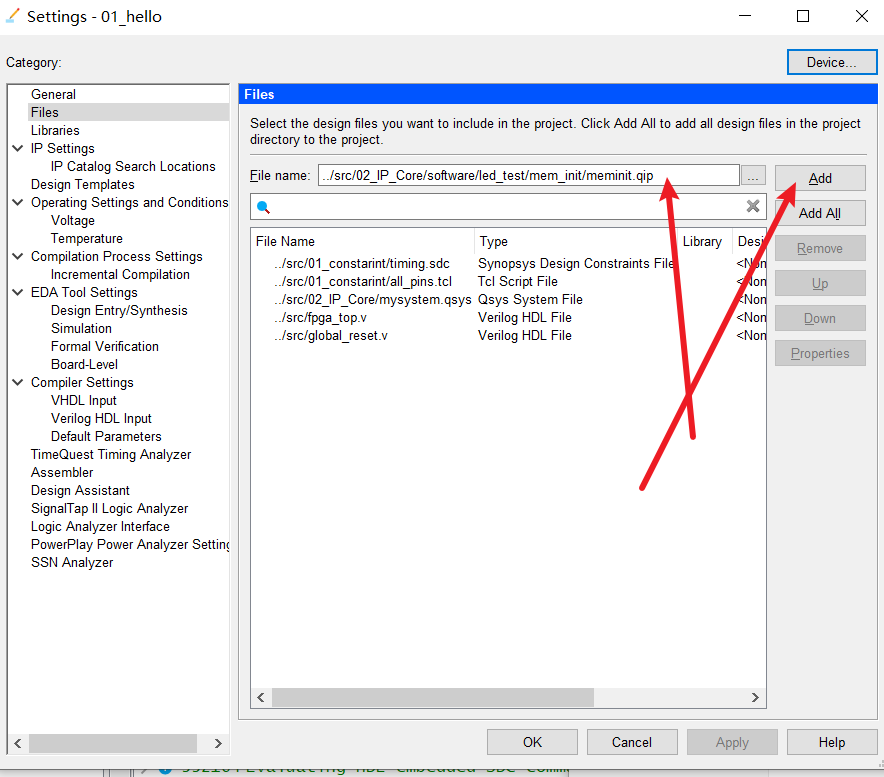 Settings - 01_hello
Category:
Device...
General
Files
Libraries
IP Settings
IP Catalog Search Locations
Design Templates
Operating Settings and Conditions
Voltage
Temperature
Compilation Process Settings
Incremental Compilation
EDA Tool Settings
Design Entry/Synthesis
Simulation
Formal Verification
Board-Level
Compiler Settings
VHDL Input
Verilog HDL Input
Default Parameters
TimeQuest Timing Analyzer
Assembler
Design Assistant
SignalTap II Logic Analyzer
Logic Analyzer Interface
PowerPlay Power Analyzer Setting
SSN Analyzer
Files
Select the design files you want to include in the project. Click Add All to add all design files in the project
directory to the project.
File name: ../src/02_IP_Core/software/led_test/mem_init/meminit.qip ... Add
Add All
Remove
Up
Down
Properties
File Name Type Library Desi
../src/01_constarint/timing.sdc Synopsys Design Constraints File <Non
../src/01_constarint/all_pins.tcl Tcl Script File <Non
../src/02_IP_Core/mysystem.qsys Qsys System File <Non
../src/fpga_top.v Verilog HDL File <Non
../src/global_reset.v Verilog HDL File <Non
OK Cancel Apply Help